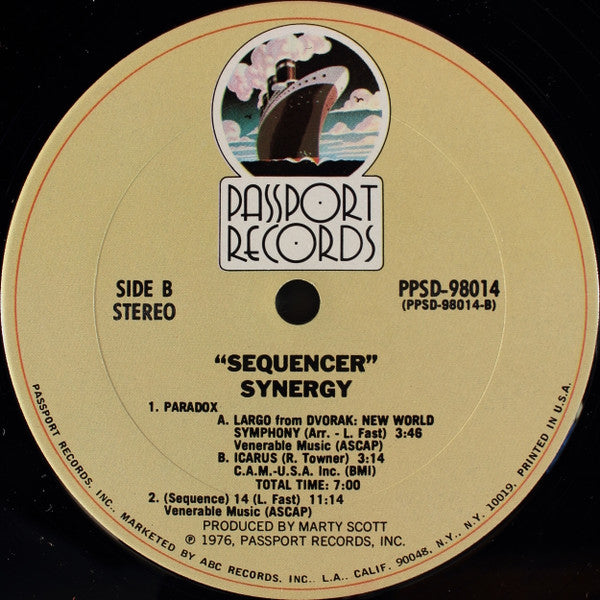 PASSPORT
RECORDS
SIDE B
STEREO
PPSD-98014
(PPSD-98014-B)
"SEQUENCER"
SYNERGY
1. PARADOX
A. LARGO from DVORAK: NEW WORLD
SYMPHONY (Arr. - L. Fast) 3:46
Venerable Music (ASCAP)
B. ICARUS (R. Towner) 3:14
C.A.M.-U.S.A. Inc. (BMI)
TOTAL TIME: 7:00
2. (Sequence) 14 (L. Fast) 11:14
Venerable Music (ASCAP)
PRODUCED BY MARTY SCOTT
℗ 1976, PASSPORT RECORDS, INC.
PASSPORT RECORDS, INC., MARKETED BY ABC RECORDS, INC., L.A., CALIF. 90048, N.Y., N.Y. 10019. PRINTED IN U.S.A.